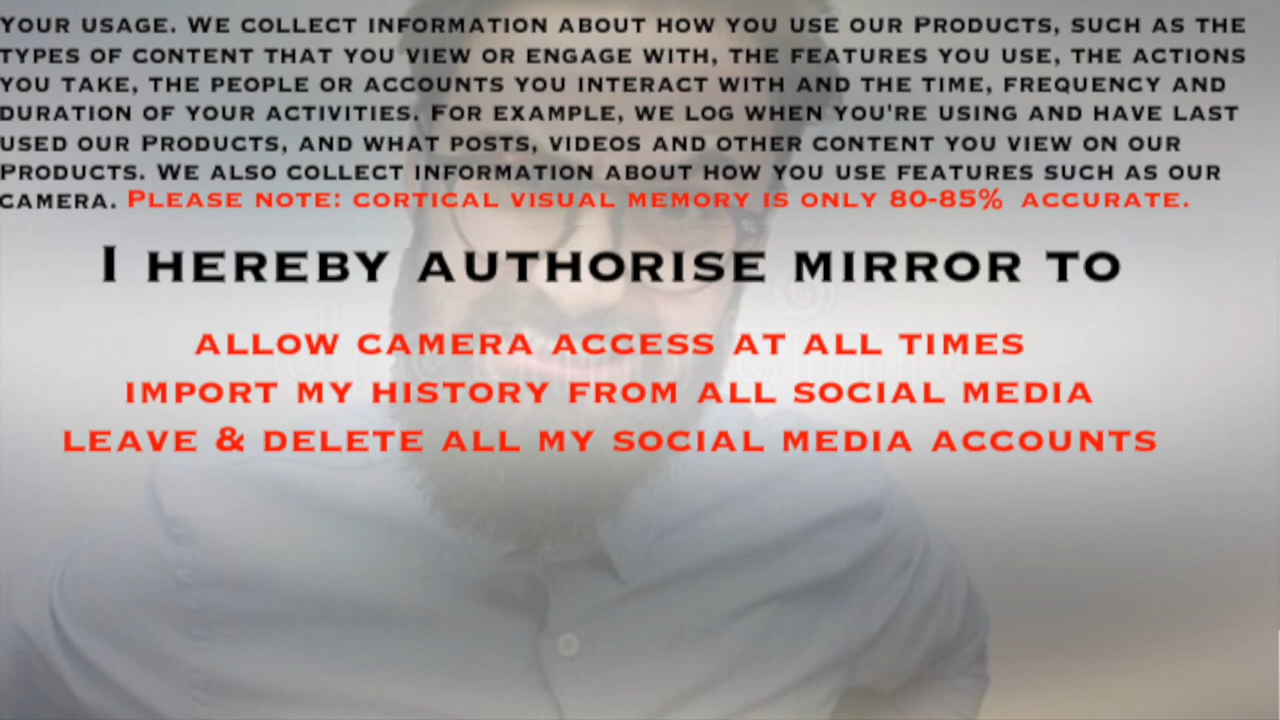 YOUR USAGE. WE COLLECT INFORMATION ABOUT HOW YOU USE OUR PRODUCTS, SUCH AS THE
TYPES OF CONTENT THAT YOU VIEW OR ENGAGE WITH, THE FEATURES YOU USE, THE ACTIONS
YOU TAKE, THE PEOPLE OR ACCOUNTS YOU INTERACT WITH AND THE TIME, FREQUENCY AND
DURATION OF YOUR ACTIVITIES. FOR EXAMPLE, WE LOG WHEN YOU'RE USING AND HAVE LAST
USED OUR PRODUCTS, AND WHAT POSTS, VIDEOS AND OTHER CONTENT YOU VIEW ON OUR
PRODUCTS. WE ALSO COLLECT INFORMATION ABOUT HOW YOU USE FEATURES SUCH AS OUR
CAMERA. PLEASE NOTE: CORTICAL VISUAL MEMORY IS ONLY 80-85% ACCURATE.
I HEREBY AUTHORISE MIRROR TO
ALLOW CAMERA ACCESS AT ALL TIMES
IMPORT MY HISTORY FROM ALL SOCIAL MEDIA
LEAVE & DELETE ALL MY SOCIAL MEDIA ACCOUNTS